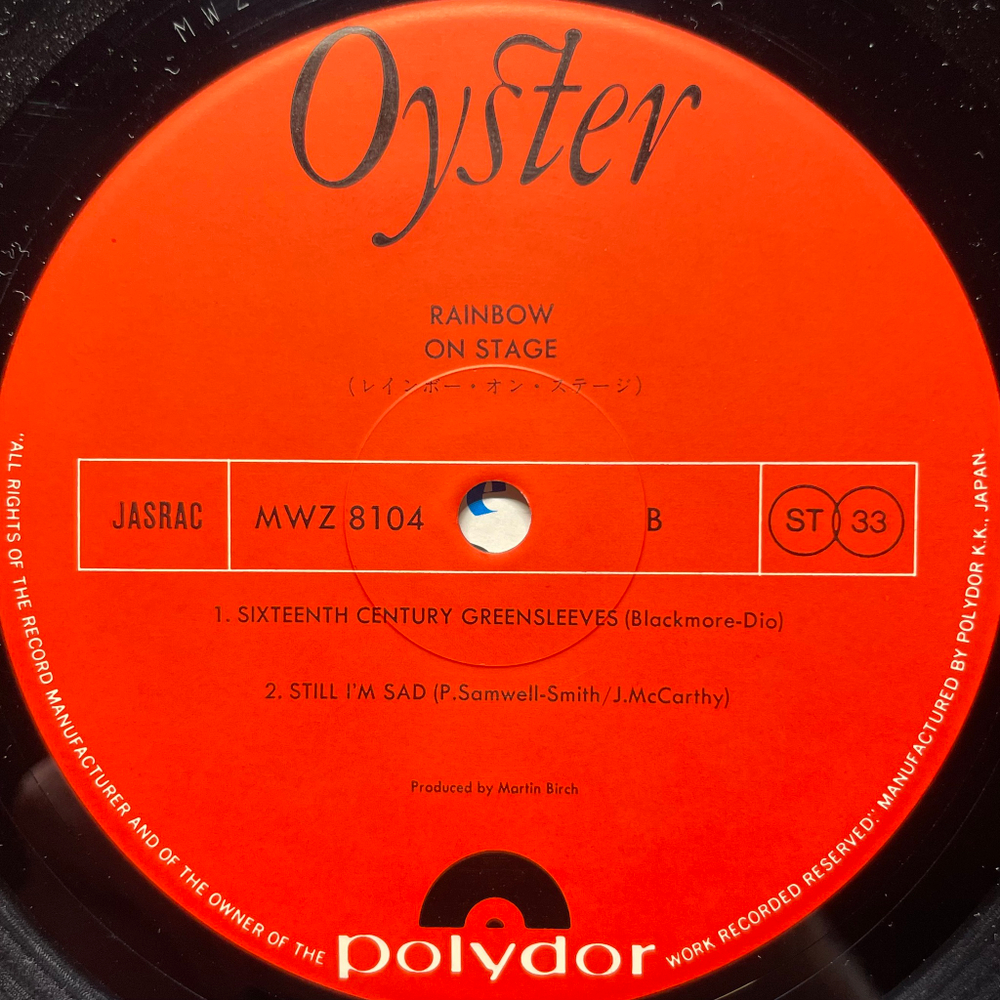 MWZ
Oyster
RAINBOW
ON STAGE
(レインボー・オン・ステージ)
JASRAC
MWZ 8104
B
ST 33
1. SIXTEENTH CENTURY GREENSLEEVES (Blackmore-Dio)
2. STILL I'M SAD (P.Samwell-Smith/J.McCarthy)
Produced by Martin Birch
polydor
"ALL RIGHTS OF THE RECORD MANUFACTURER AND OF THE OWNER OF THE WORK RECORDED RESERVED." MANUFACTURED BY POLYDOR K.K., JAPAN.